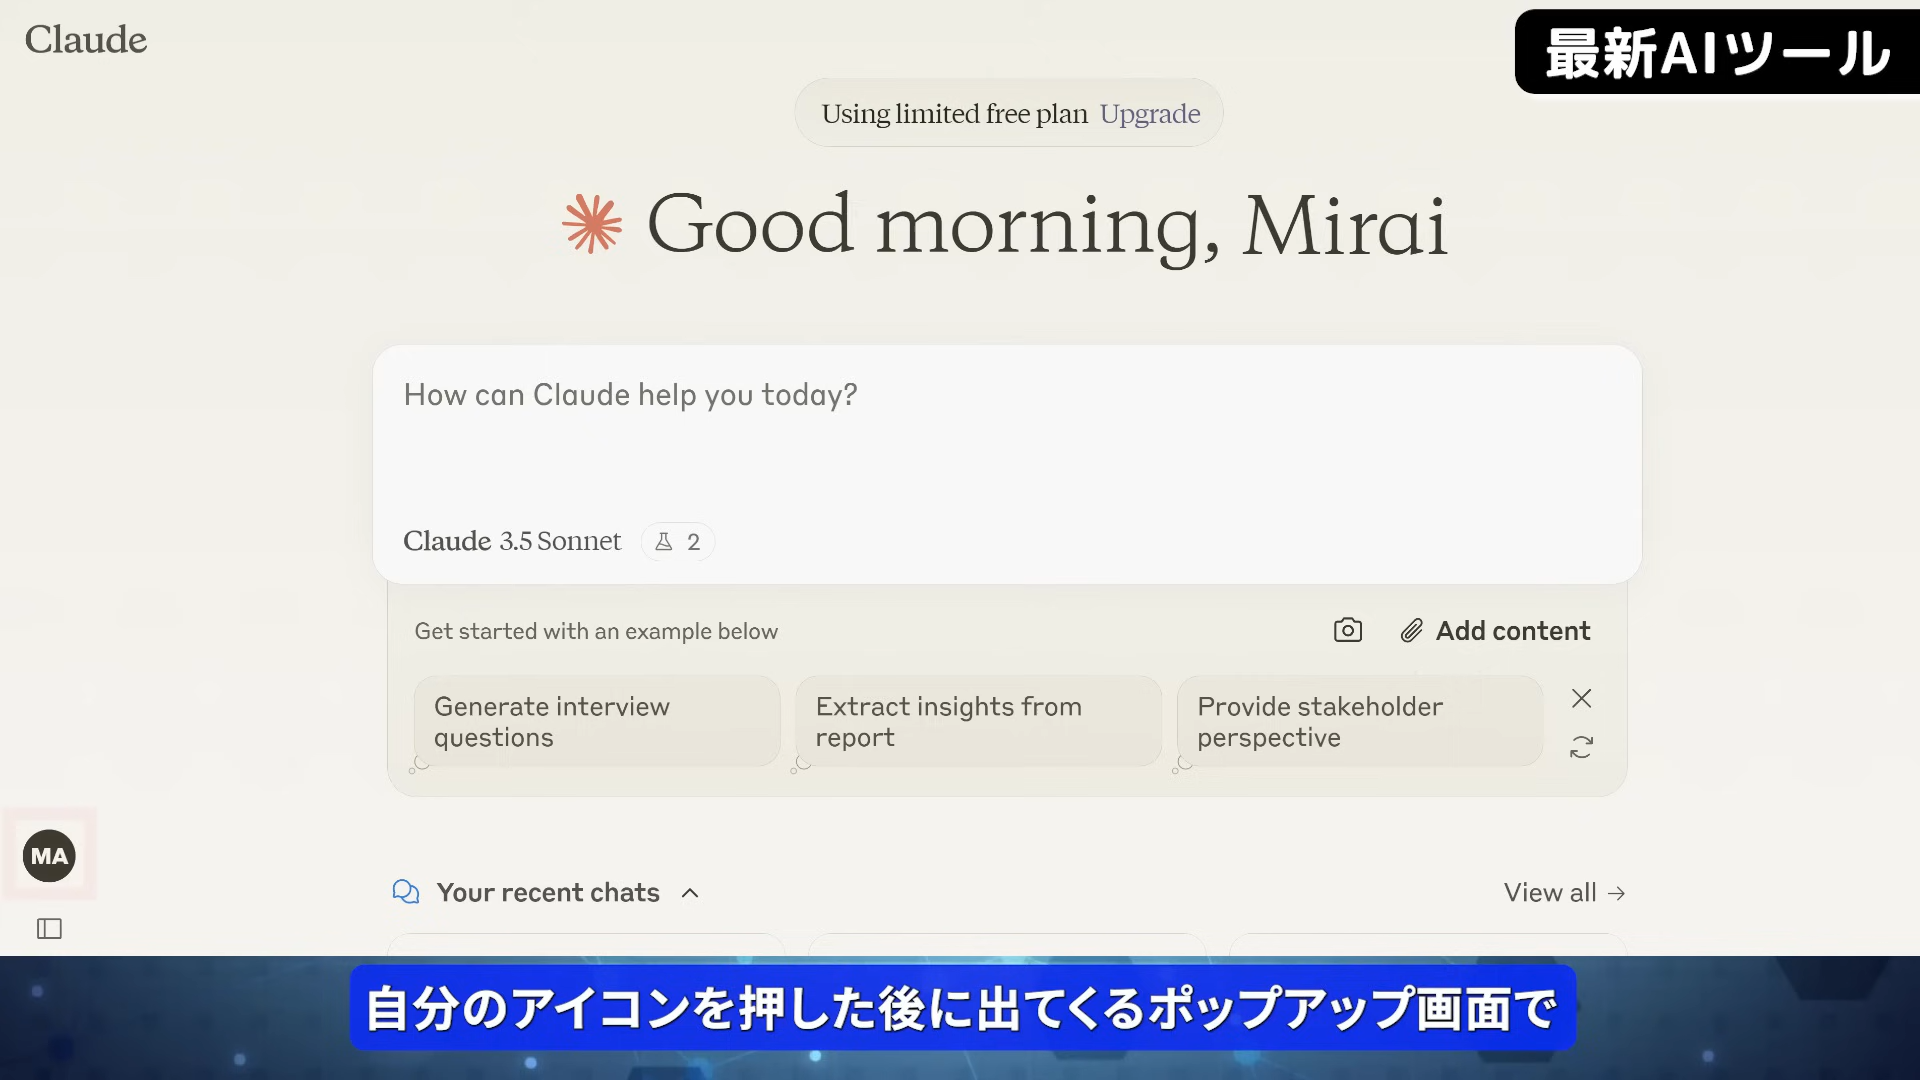 Claude
最新AIツール
Using limited free plan Upgrade
Good morning, Mirai
How can Claude help you today?
Claude 3.5 Sonnet 2
Get started with an example below
Add content
Generate interview
questions
Extract insights from
report
Provide stakeholder
perspective
MA
Your recent chats
View all →
自分のアイコンを押した後に出てくるポップアップ画面で